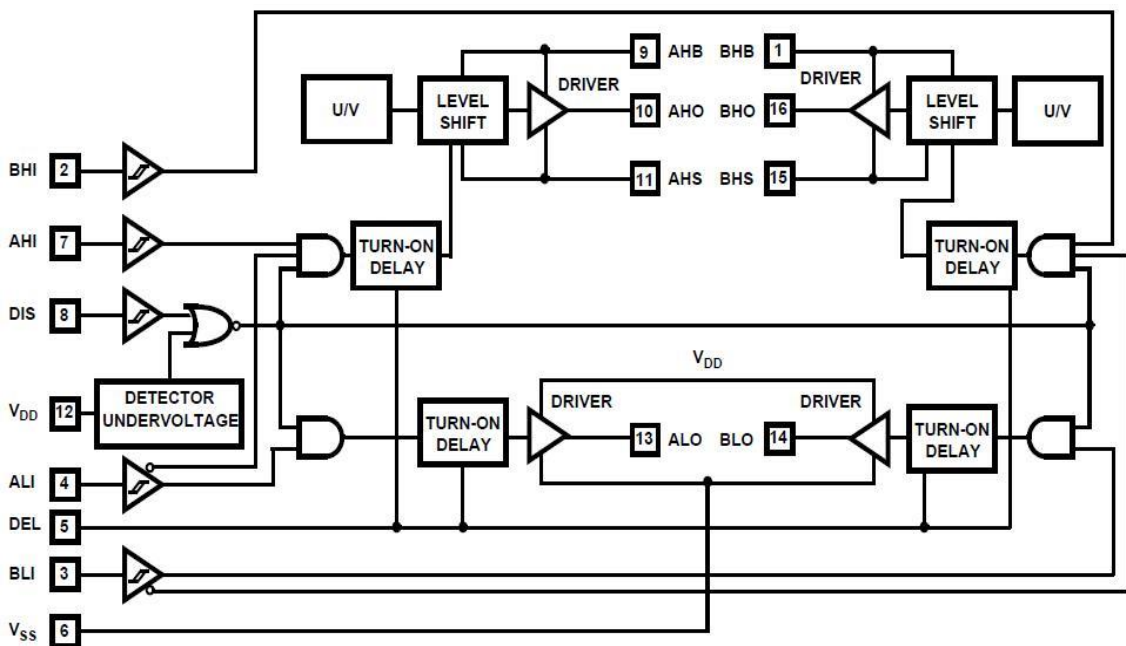 9 AHB BHB 1
U/V
LEVEL
SHIFT
DRIVER
10 AHO BHO 16
DRIVER
LEVEL
SHIFT
U/V
BHI 2
11 AHS BHS 15
AHI 7
TURN-ON
DELAY
TURN-ON
DELAY
DIS 8
VDD
VDD 12
DETECTOR
UNDERVOLTAGE
TURN-ON
DELAY
DRIVER
13 ALO BLO 14
DRIVER
TURN-ON
DELAY
ALI 4
DEL 5
BLI 3
VSS 6